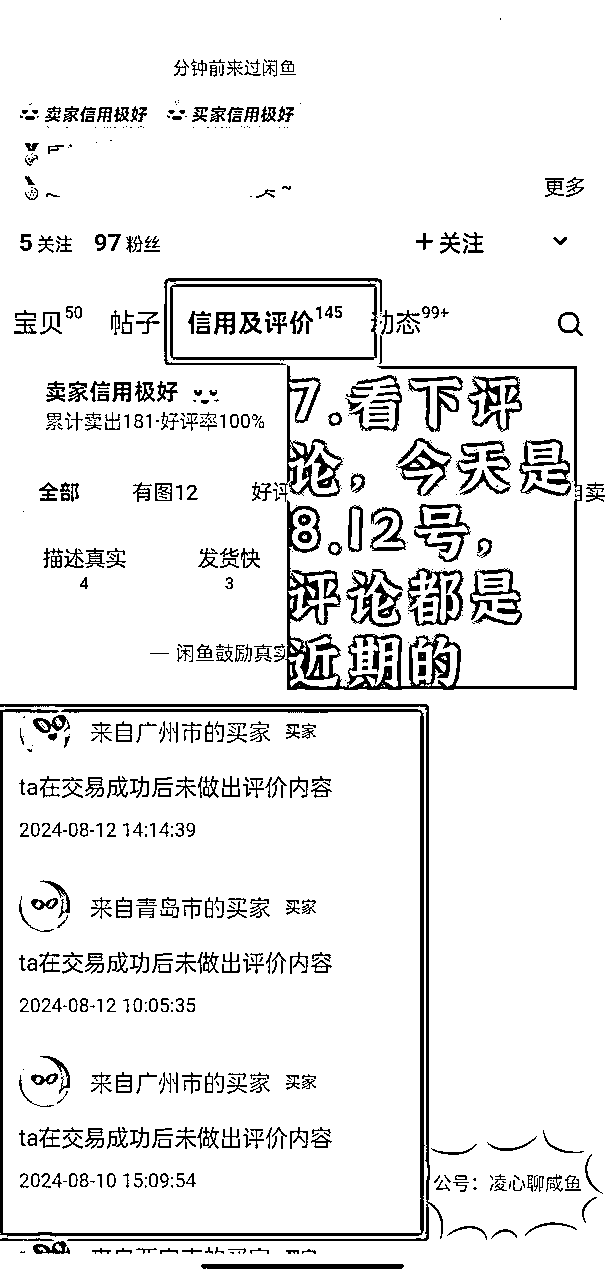 分钟前来过闲鱼
卖家信用极好 买家信用极好
更多
5 关注 97 粉丝 +关注
宝贝50 帖子 信用及评价145 动态99+
卖家信用极好
累计卖出181·好评率100%
7.看下评
论，今天是
8.12号，
评论都是
近期的
全部 有图12 好评
描述真实 发货快
4 3
— 闲鱼鼓励真实
来自广州市的买家 买家
ta在交易成功后未做出评价内容
2024-08-12 14:14:39
来自青岛市的买家 买家
ta在交易成功后未做出评价内容
2024-08-12 10:05:35
来自广州市的买家 买家
ta在交易成功后未做出评价内容
2024-08-10 15:09:54
公号：凌心聊咸鱼